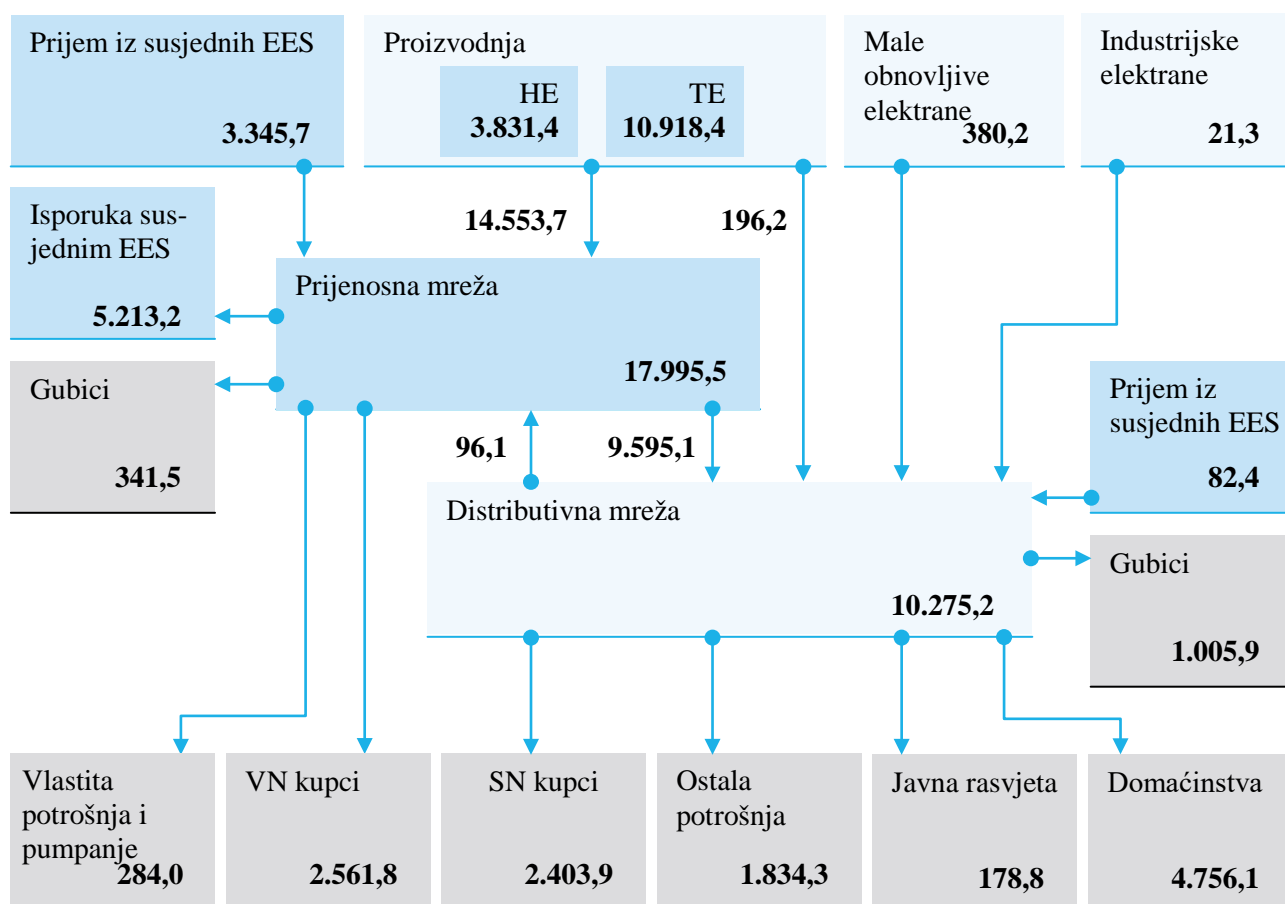 Prijem iz susjednih EES
3.345,7
Proizvodnja
HE
3.831,4
TE
10.918,4
Male
obnovljive
elektrane
380,2
Industrijske
elektrane
21,3
14.553,7
196,2
Isporuka sus-
jednim EES
5.213,2
Prijenosna mreža
17.995,5
Gubici
341,5
96,1
9.595,1
Prijem iz
susjednih EES
82,4
Distributivna mreža
10.275,2
Gubici
1.005,9
Vlastita
potrošnja i
pumpanje
284,0
VN kupci
2.561,8
SN kupci
2.403,9
Ostala
potrošnja
1.834,3
Javna rasvjeta
178,8
Domaćinstva
4.756,1